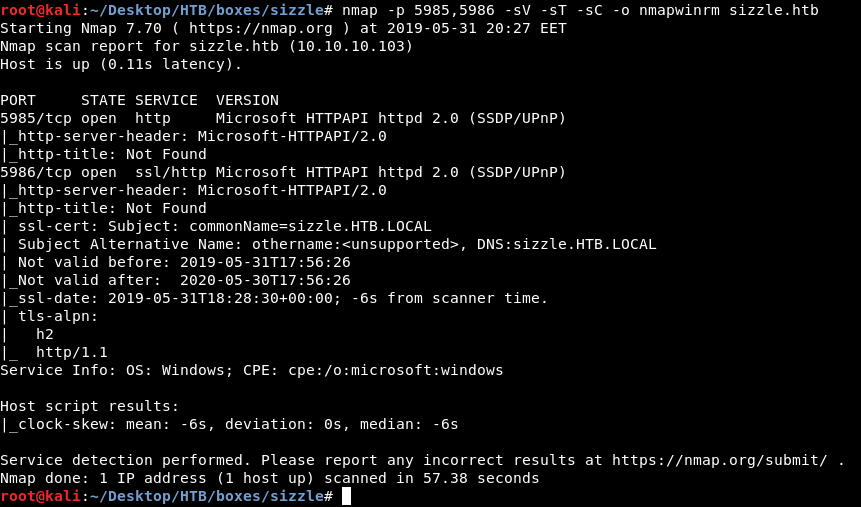 root@kali:~/Desktop/HTB/boxes/sizzle# nmap -p 5985,5986 -sV -sT -sC -o nmapwinrm sizzle.htb
Starting Nmap 7.70 ( https://nmap.org ) at 2019-05-31 20:27 EET
Nmap scan report for sizzle.htb (10.10.10.103)
Host is up (0.11s latency).

PORT     STATE SERVICE  VERSION
5985/tcp open  http     Microsoft HTTPAPI httpd 2.0 (SSDP/UPnP)
|_http-server-header: Microsoft-HTTPAPI/2.0
|_http-title: Not Found
5986/tcp open  ssl/http Microsoft HTTPAPI httpd 2.0 (SSDP/UPnP)
|_http-server-header: Microsoft-HTTPAPI/2.0
|_http-title: Not Found
| ssl-cert: Subject: commonName=sizzle.HTB.LOCAL
| Subject Alternative Name: othername:<unsupported>, DNS:sizzle.HTB.LOCAL
| Not valid before: 2019-05-31T17:56:26
|_Not valid after:  2020-05-30T17:56:26
|_ssl-date: 2019-05-31T18:28:30+00:00; -6s from scanner time.
| tls-alpn:
|   h2
|_  http/1.1
Service Info: OS: Windows; CPE: cpe:/o:microsoft:windows

Host script results:
|_clock-skew: mean: -6s, deviation: 0s, median: -6s

Service detection performed. Please report any incorrect results at https://nmap.org/submit/ .
Nmap done: 1 IP address (1 host up) scanned in 57.38 seconds
root@kali:~/Desktop/HTB/boxes/sizzle#